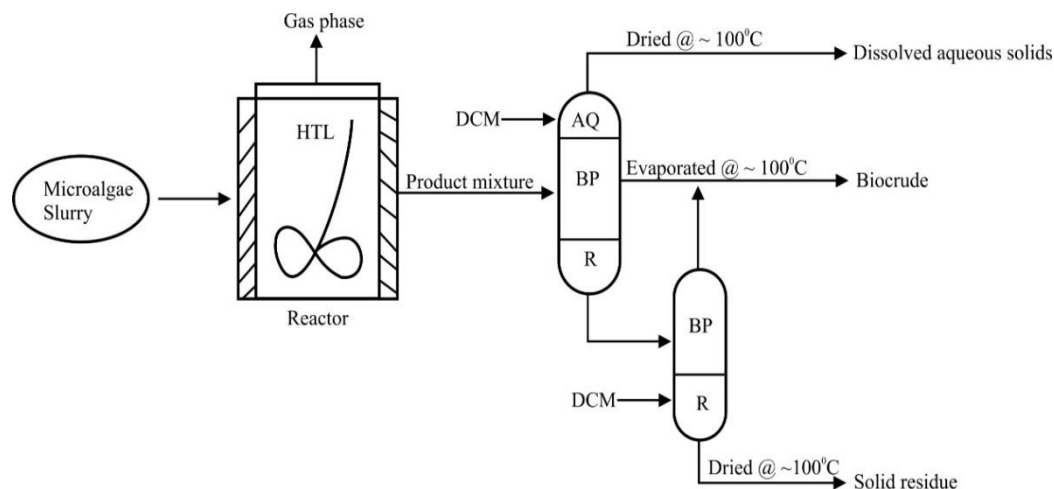 Gas phase
Dried @ ~ 100⁰C
Dissolved aqueous solids
DCM
AQ
HTL
Microalgae
Slurry
Product mixture
BP
Evaporated @ ~ 100⁰C
Biocrude
R
Reactor
BP
DCM
R
Dried @ ~100⁰C
Solid residue